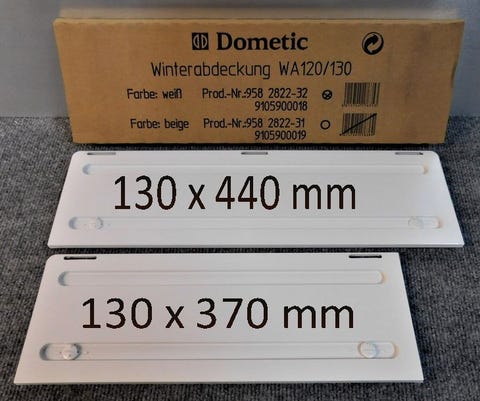 Dometic
Winterabdeckung WA120/130
Farbe: weiß Prod.-Nr.:958 2822-32
9105900018
Farbe: beige Prod.-Nr.:958 2822-31
9105900019
130 x 440 mm
130 x 370 mm